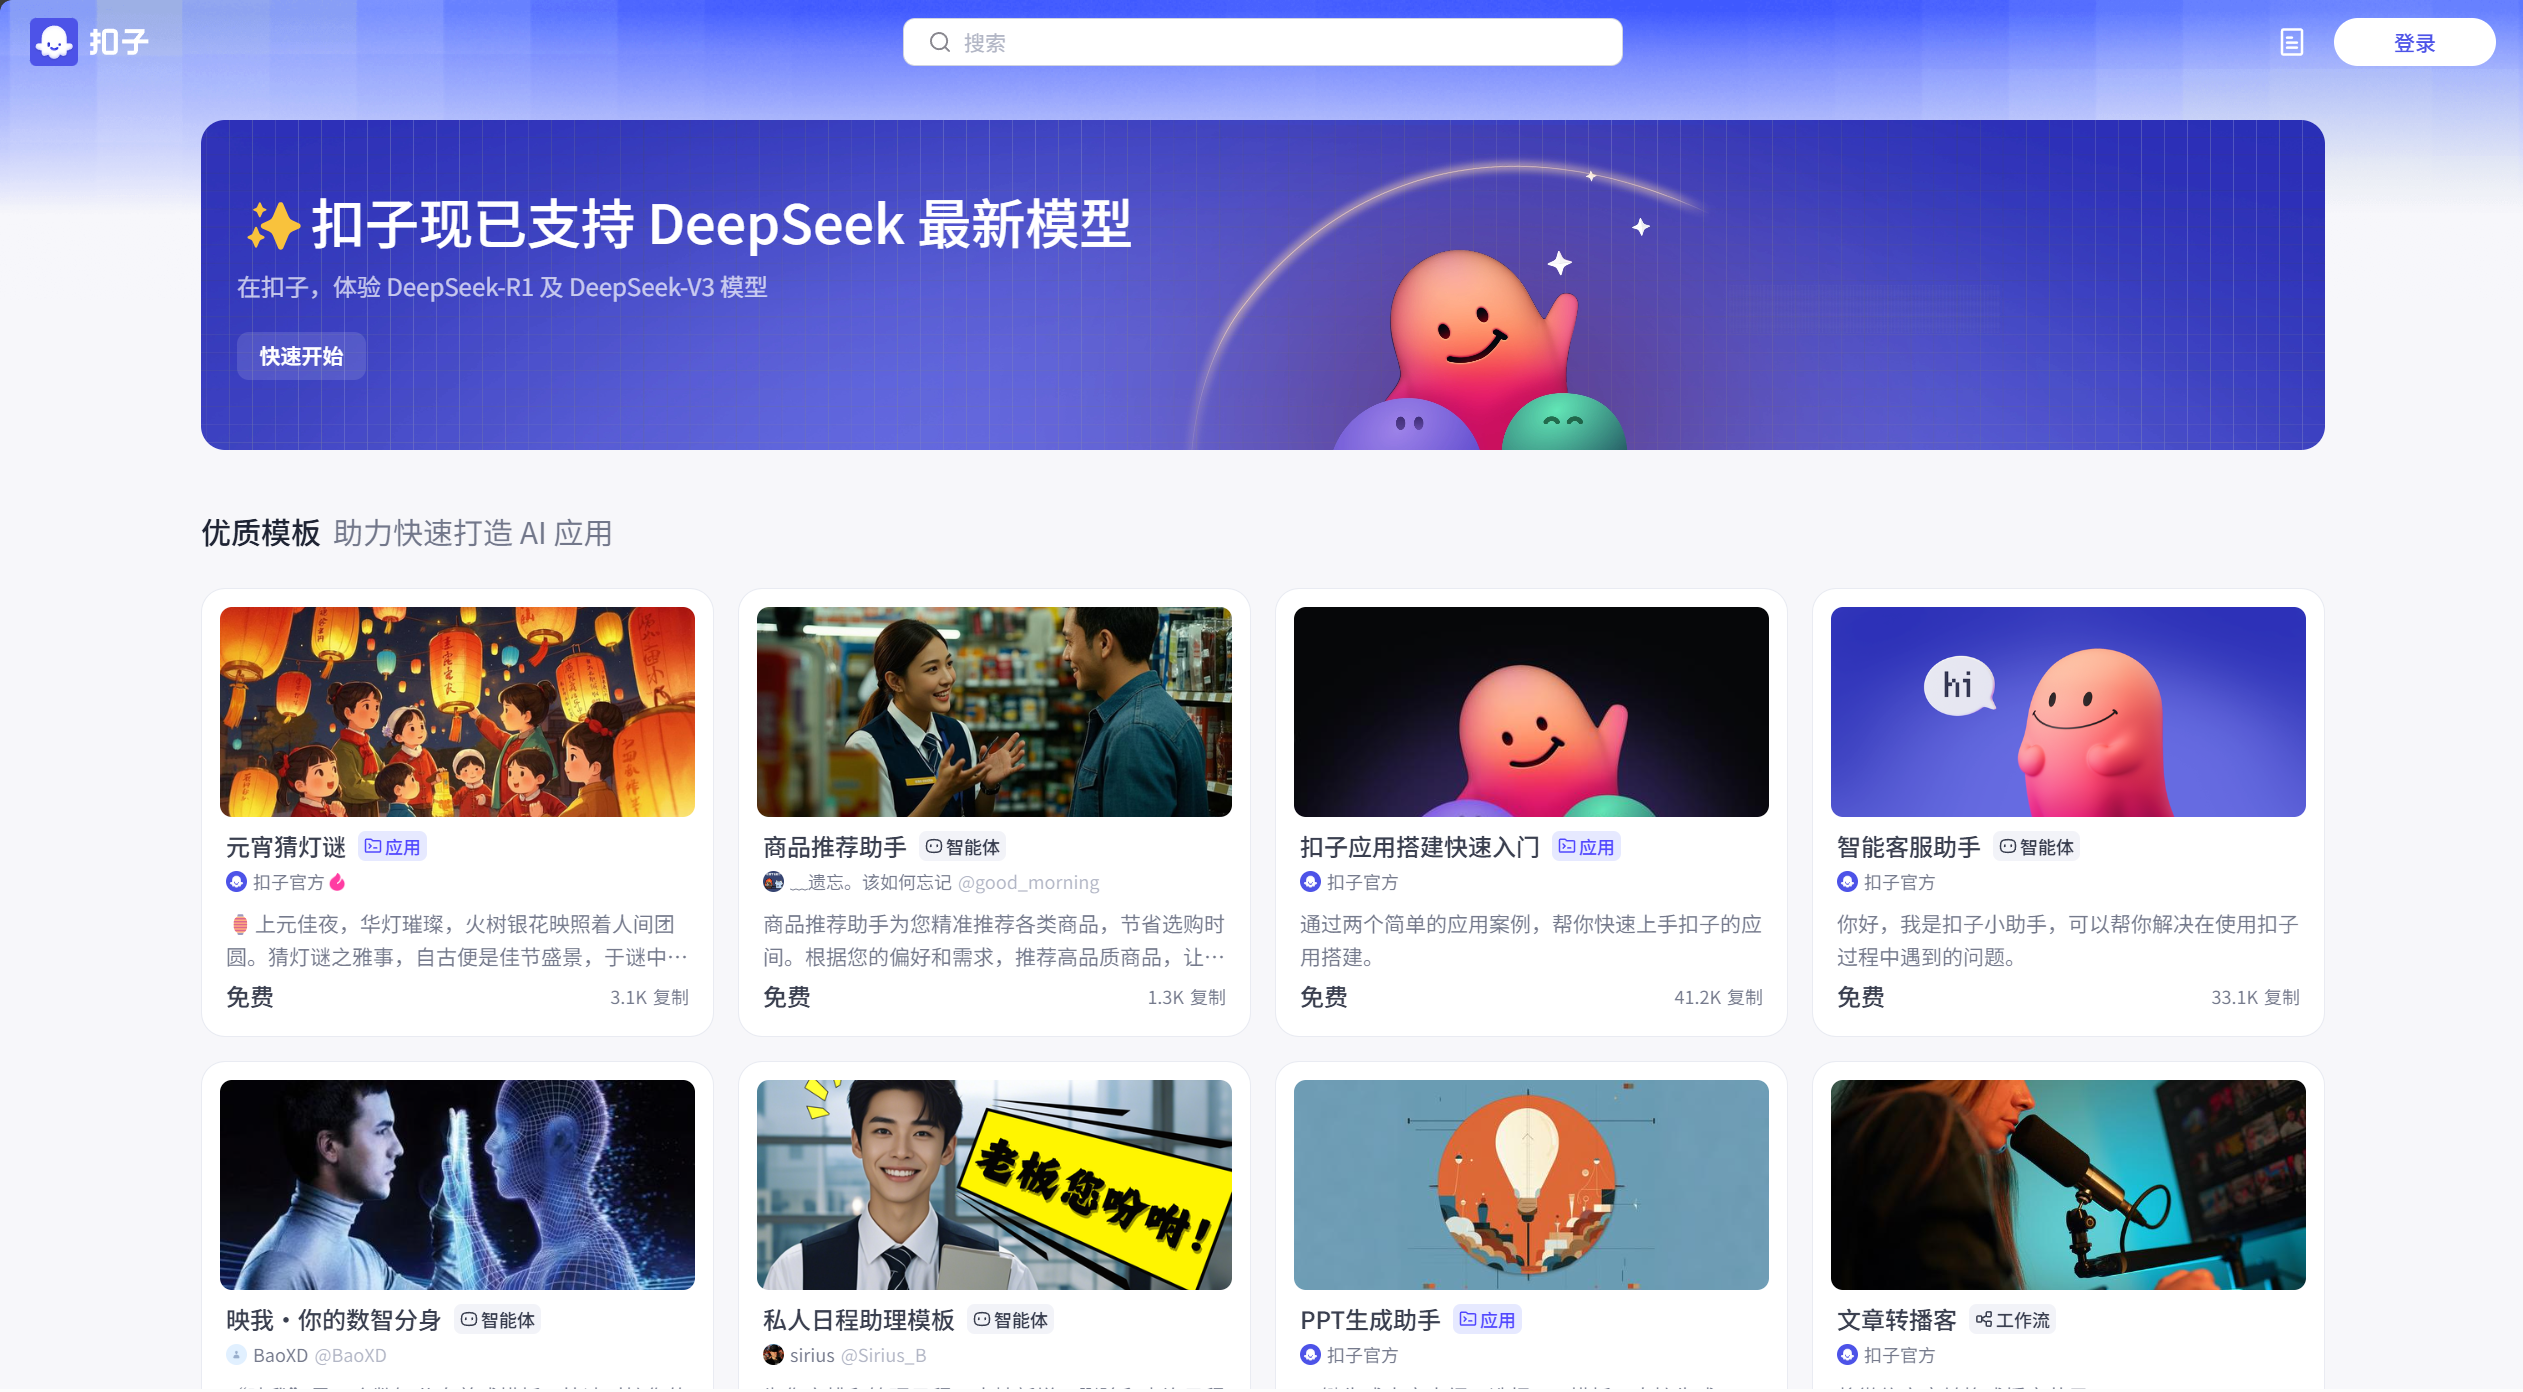 扣子
搜索
登录
✨扣子现已支持 DeepSeek 最新模型
在扣子，体验 DeepSeek-R1 及 DeepSeek-V3 模型
快速开始
优质模板 助力快速打造 AI 应用
元宵猜灯谜 应用
扣子官方
🏮上元佳夜，华灯璀璨，火树银花映照着人间团
圆。猜灯谜之雅事，自古便是佳节盛景，于谜中…
免费 3.1K 复制
商品推荐助手 智能体
﹏遗忘。该如何忘记 @good_morning
商品推荐助手为您精准推荐各类商品，节省选购时
间。根据您的偏好和需求，推荐高品质商品，让…
免费 1.3K 复制
扣子应用搭建快速入门 应用
扣子官方
通过两个简单的应用案例，帮你快速上手扣子的应
用搭建。
免费 41.2K 复制
hi
智能客服助手 智能体
扣子官方
你好，我是扣子小助手，可以帮你解决在使用扣子
过程中遇到的问题。
免费 33.1K 复制
映我·你的数智分身 智能体
BaoXD @BaoXD
老板您吩咐!
私人日程助理模板 智能体
sirius @Sirius_B
PPT生成助手 应用
扣子官方
文章转播客 工作流
扣子官方